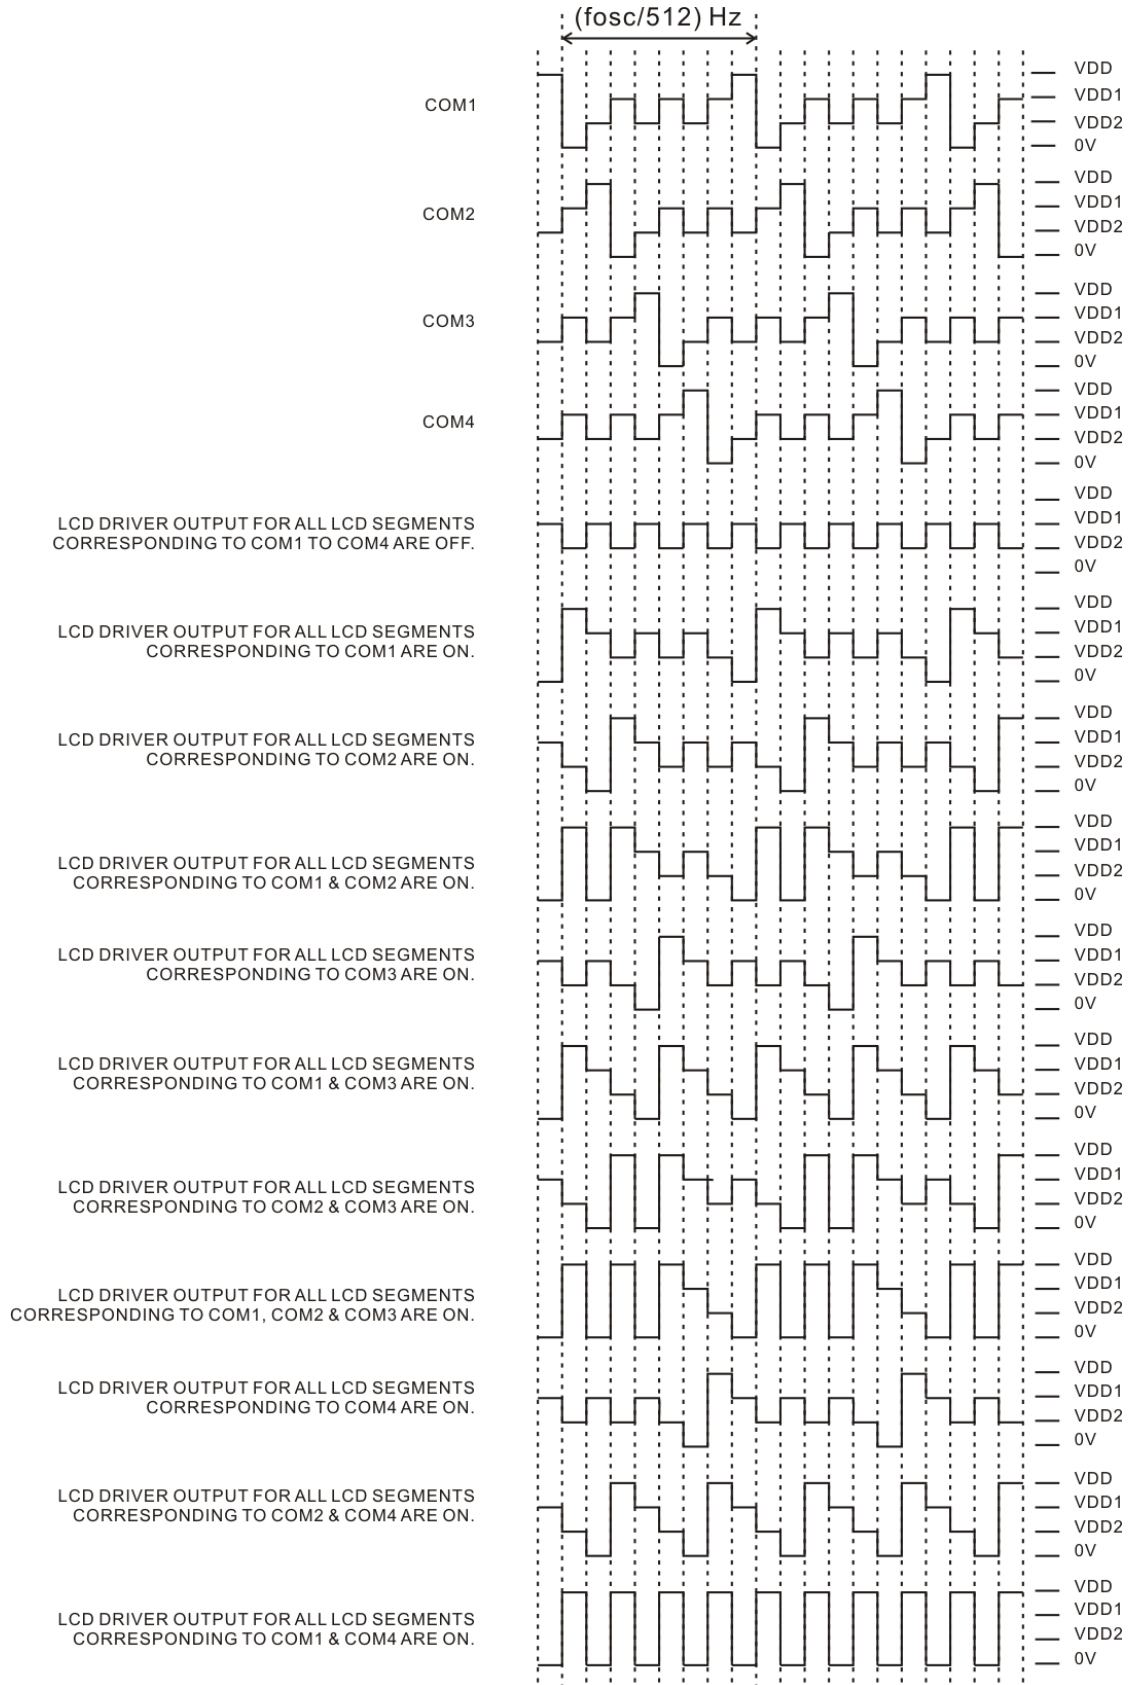 (fosc/512) Hz
COM1
VDD
VDD1
VDD2
0V
COM2
VDD
VDD1
VDD2
0V
COM3
VDD
VDD1
VDD2
0V
COM4
VDD
VDD1
VDD2
0V
LCD DRIVER OUTPUT FOR ALL LCD SEGMENTS
CORRESPONDING TO COM1 TO COM4 ARE OFF.
VDD
VDD1
VDD2
0V
LCD DRIVER OUTPUT FOR ALL LCD SEGMENTS
CORRESPONDING TO COM1 ARE ON.
VDD
VDD1
VDD2
0V
LCD DRIVER OUTPUT FOR ALL LCD SEGMENTS
CORRESPONDING TO COM2 ARE ON.
VDD
VDD1
VDD2
0V
LCD DRIVER OUTPUT FOR ALL LCD SEGMENTS
CORRESPONDING TO COM1 & COM2 ARE ON.
VDD
VDD1
VDD2
0V
LCD DRIVER OUTPUT FOR ALL LCD SEGMENTS
CORRESPONDING TO COM3 ARE ON.
VDD
VDD1
VDD2
0V
LCD DRIVER OUTPUT FOR ALL LCD SEGMENTS
CORRESPONDING TO COM1 & COM3 ARE ON.
VDD
VDD1
VDD2
0V
LCD DRIVER OUTPUT FOR ALL LCD SEGMENTS
CORRESPONDING TO COM2 & COM3 ARE ON.
VDD
VDD1
VDD2
0V
LCD DRIVER OUTPUT FOR ALL LCD SEGMENTS
CORRESPONDING TO COM1, COM2 & COM3 ARE ON.
VDD
VDD1
VDD2
0V
LCD DRIVER OUTPUT FOR ALL LCD SEGMENTS
CORRESPONDING TO COM4 ARE ON.
VDD
VDD1
VDD2
0V
LCD DRIVER OUTPUT FOR ALL LCD SEGMENTS
CORRESPONDING TO COM2 & COM4 ARE ON.
VDD
VDD1
VDD2
0V
LCD DRIVER OUTPUT FOR ALL LCD SEGMENTS
CORRESPONDING TO COM1 & COM4 ARE ON.
VDD
VDD1
VDD2
0V